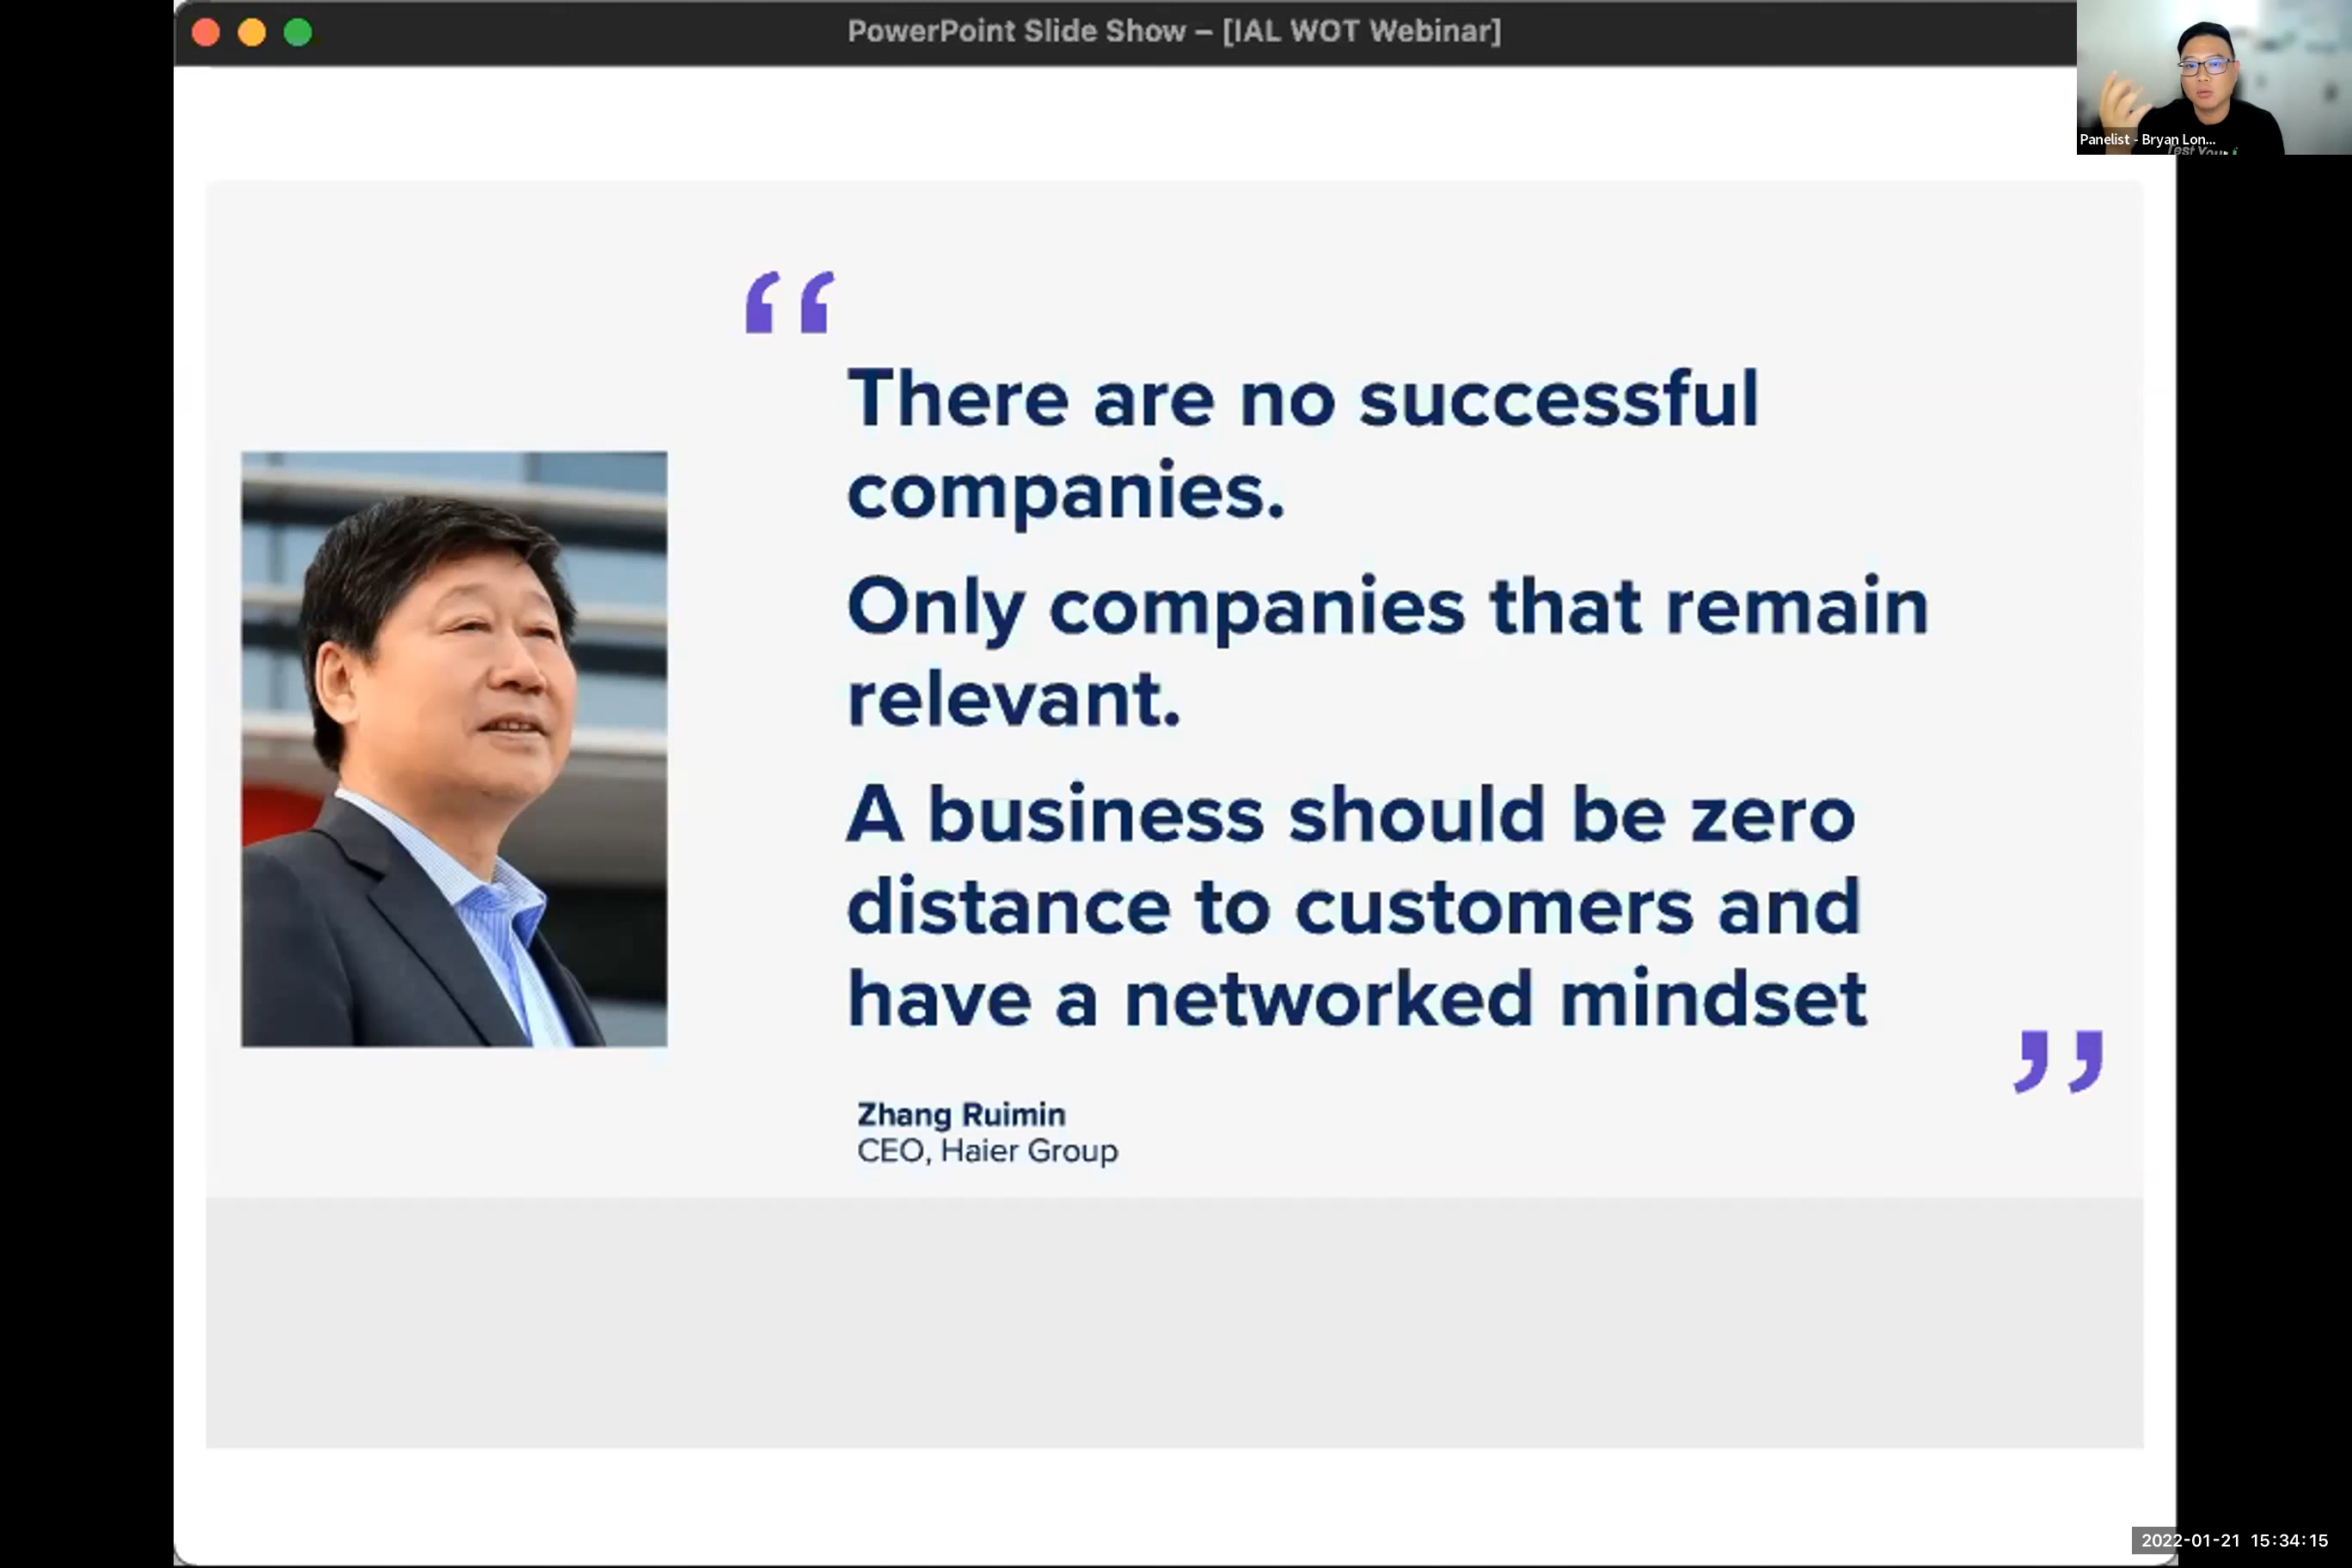 PowerPoint Slide Show – [IAL WOT Webinar]
Panelist - Bryan Lon...
Test You
“
There are no successful
companies.
Only companies that remain
relevant.
A business should be zero
distance to customers and
have a networked mindset
”
Zhang Ruimin
CEO, Haier Group
2022-01-21 15:34:15